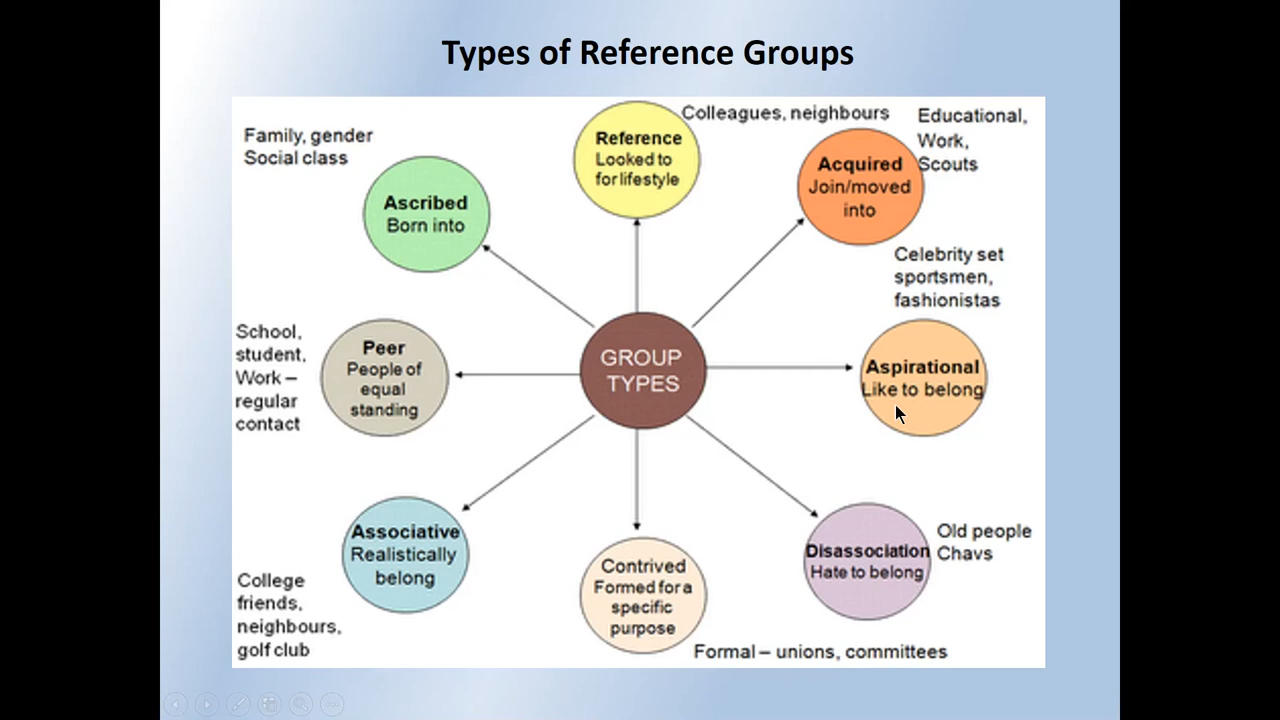 Types of Reference Groups
Family, gender
Social class
Ascribed
Born into
Reference
Looked to
for lifestyle
Colleagues, neighbours
Acquired
Join/moved
into
Educational,
Work,
Scouts
Celebrity set
sportsmen,
fashionistas
School,
student,
Work –
regular
contact
Peer
People of
equal
standing
GROUP
TYPES
Aspirational
Like to belong
Associative
Realistically
belong
College
friends,
neighbours,
golf club
Contrived
Formed for a
specific
purpose
Formal – unions, committees
Disassociation
Hate to belong
Old people
Chavs